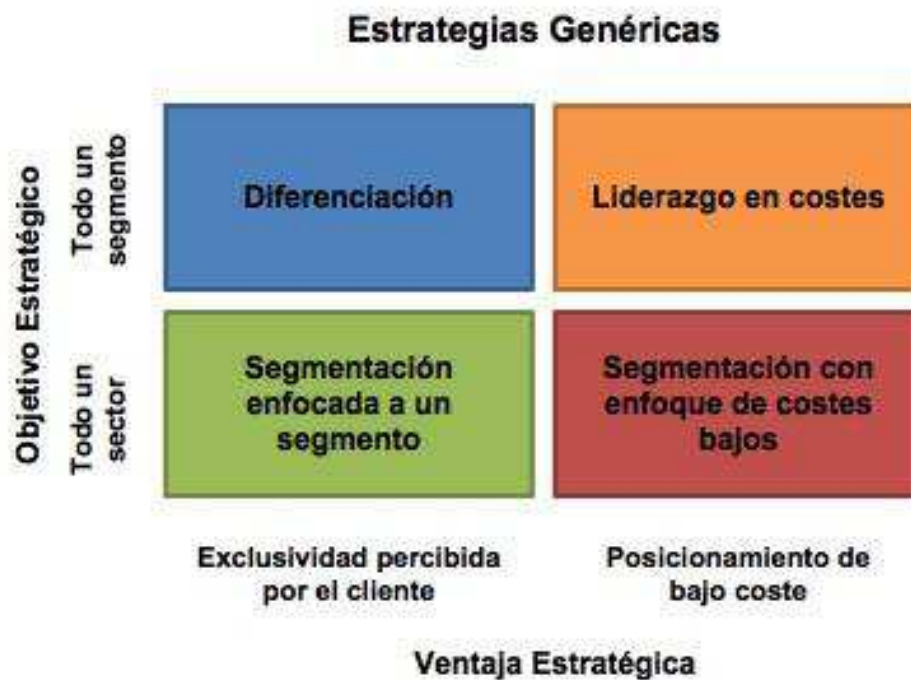 Estrategias Genéricas
Objetivo Estratégico
Todo un
segmento
Diferenciación
Liderazgo en costes
Todo un
sector
Segmentación
enfocada a un
segmento
Segmentación con
enfoque de costes
bajos
Exclusividad percibida
por el cliente
Posicionamiento de
bajo coste
Ventaja Estratégica